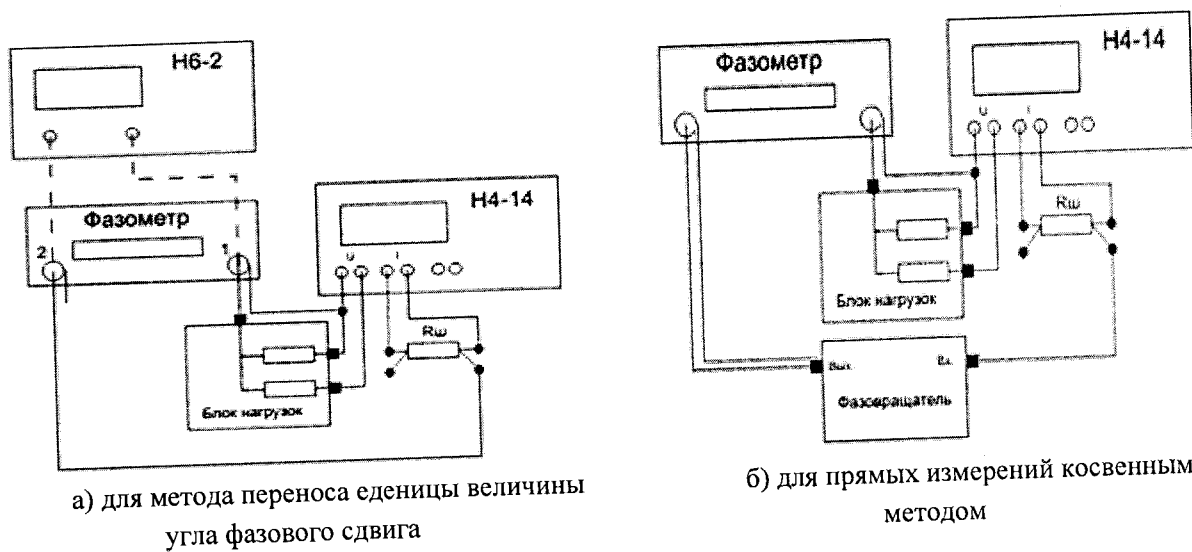 Н6-2
Фазометр
2
1
Н4-14
U
I
Rш
Блок нагрузок
а) для метода переноса еденицы величины
угла фазового сдвига
Фазометр
Н4-14
U
I
Rш
Блок нагрузок
Вых.
Вх.
Фазовращатель
б) для прямых измерений косвенным
методом